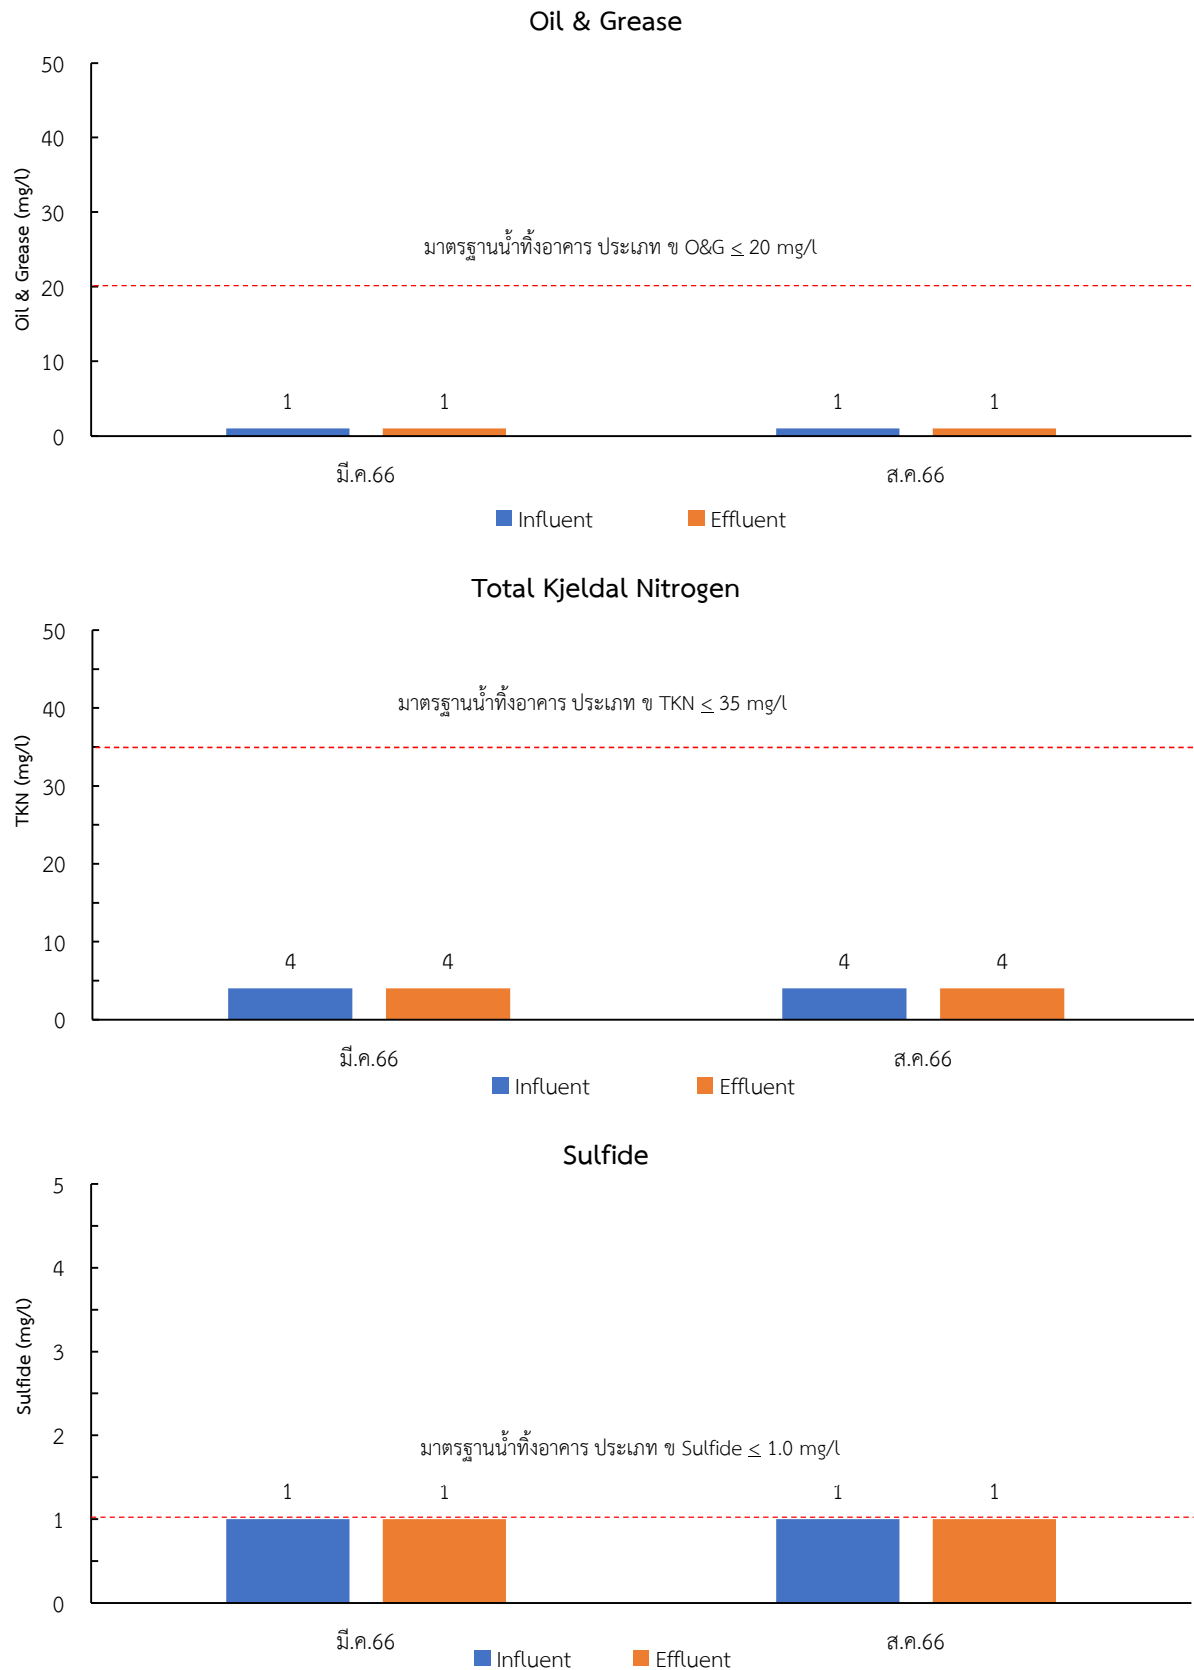 Oil & Grease
50
40
30
20
10
0
Oil & Grease (mg/l)
มาตรฐานน้ำทิ้งอาคาร ประเภท ข O&G ≤ 20 mg/l
1 1 1 1
มี.ค.66 ส.ค.66
Influent Effluent
Total Kjeldal Nitrogen
50
40
30
20
10
0
TKN (mg/l)
มาตรฐานน้ำทิ้งอาคาร ประเภท ข TKN ≤ 35 mg/l
4 4 4 4
มี.ค.66 ส.ค.66
Influent Effluent
Sulfide
5
4
3
2
1
0
Sulfide (mg/l)
มาตรฐานน้ำทิ้งอาคาร ประเภท ข Sulfide ≤ 1.0 mg/l
1 1 1 1
มี.ค.66 ส.ค.66
Influent Effluent